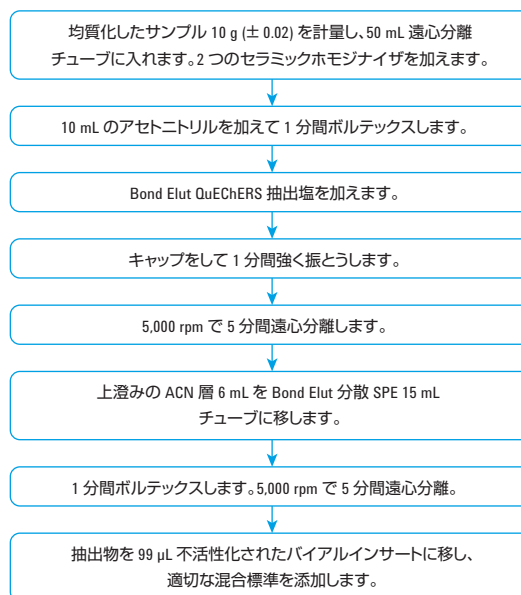 均質化したサンプル 10 g (± 0.02) を計量し、50 mL 遠心分離
チューブに入れます。2 つのセラミックホモジナイザを加えます。
10 mL のアセトニトリルを加えて 1 分間ボルテックスします。
Bond Elut QuEChERS 抽出塩を加えます。
キャップをして 1 分間強く振とうします。
5,000 rpm で 5 分間遠心分離します。
上澄みの ACN 層 6 mL を Bond Elut 分散 SPE 15 mL
チューブに移します。
1 分間ボルテックスします。5,000 rpm で 5 分間遠心分離。
抽出物を 99 µL 不活性化されたバイアルインサートに移し、
適切な混合標準を添加します。